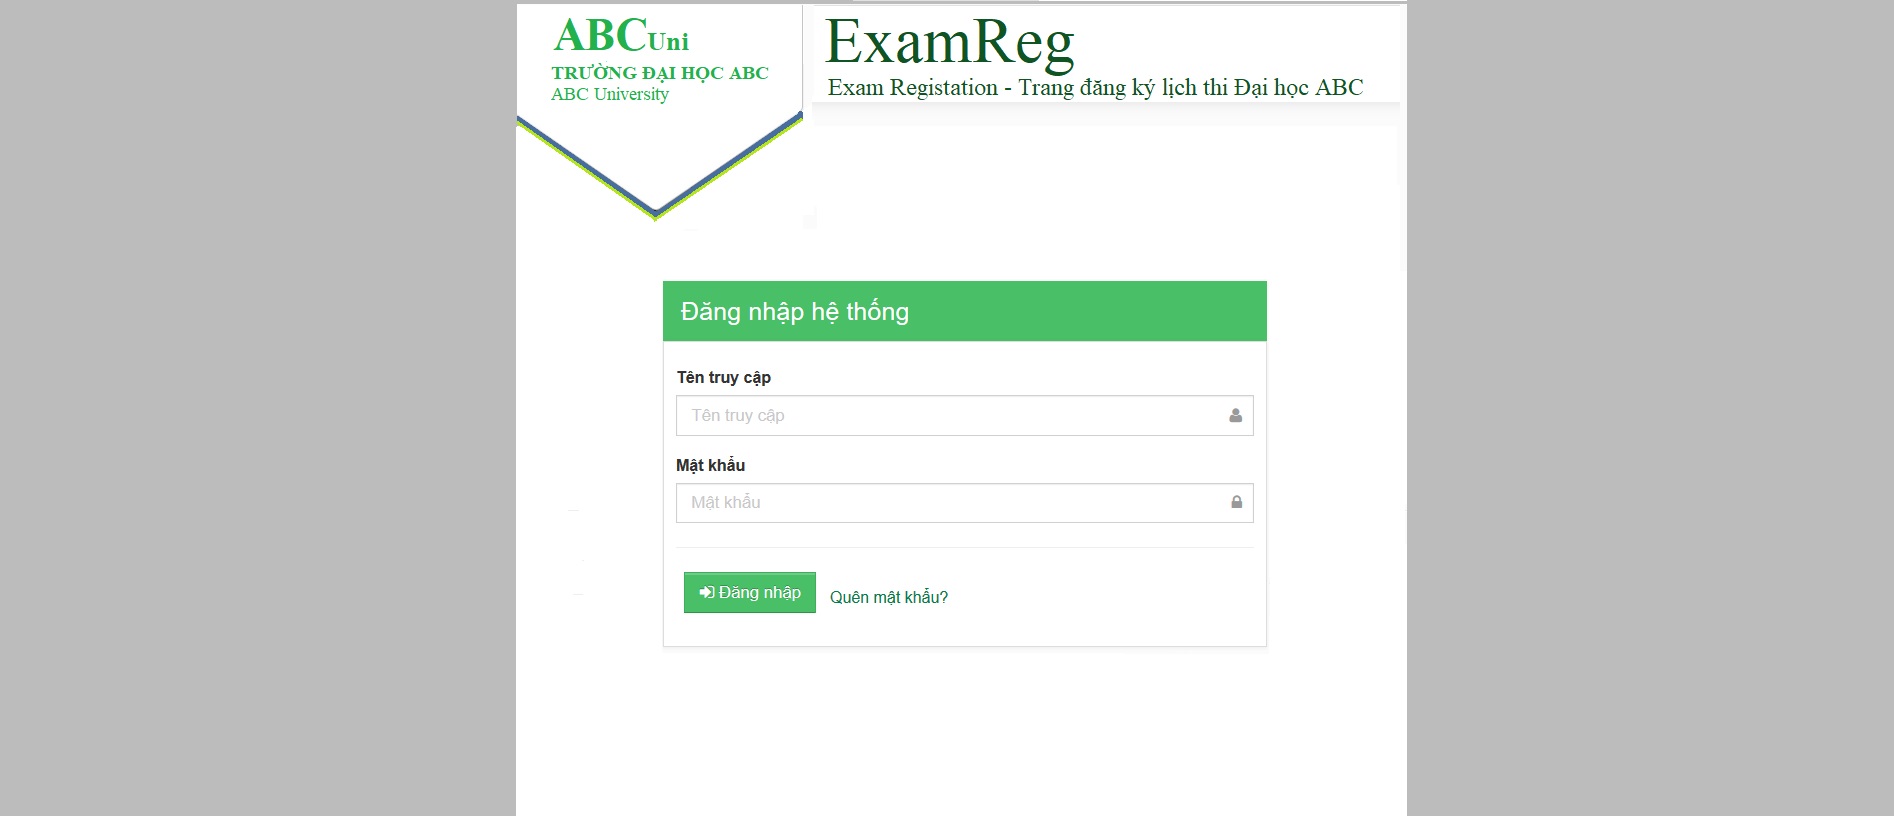 ABCUni
TRƯỜNG ĐẠI HỌC ABC
ABC University
ExamReg
Exam Registation - Trang đăng ký lịch thi Đại học ABC
Đăng nhập hệ thống
Tên truy cập
Tên truy cập
Mật khẩu
Mật khẩu
Đăng nhập
Quên mật khẩu?